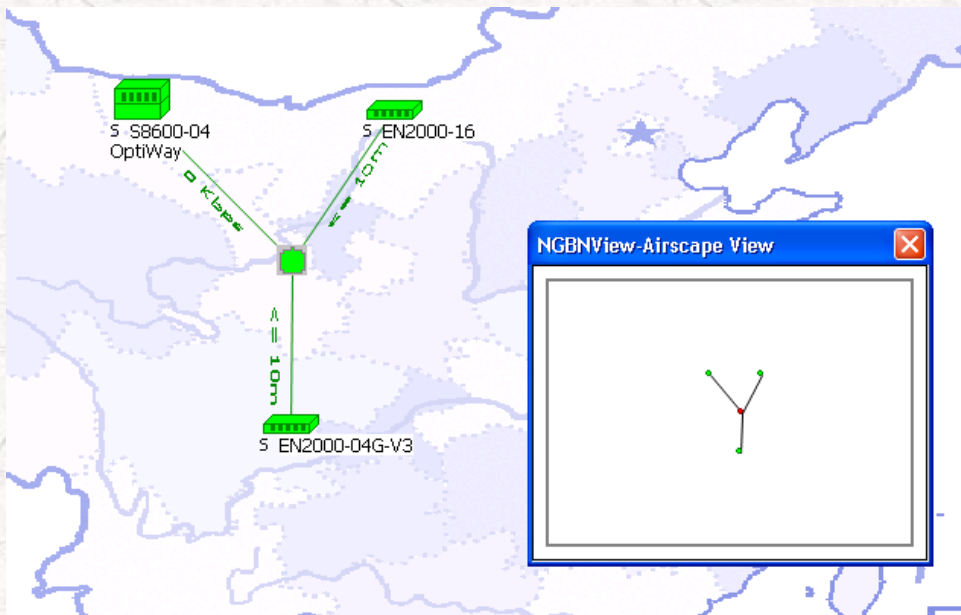 S S8600-04
OptiWay
S EN2000-16
0 Kbps
<= 10m
<= 10m
S EN2000-04G-V3
NGBNView-Airscape View